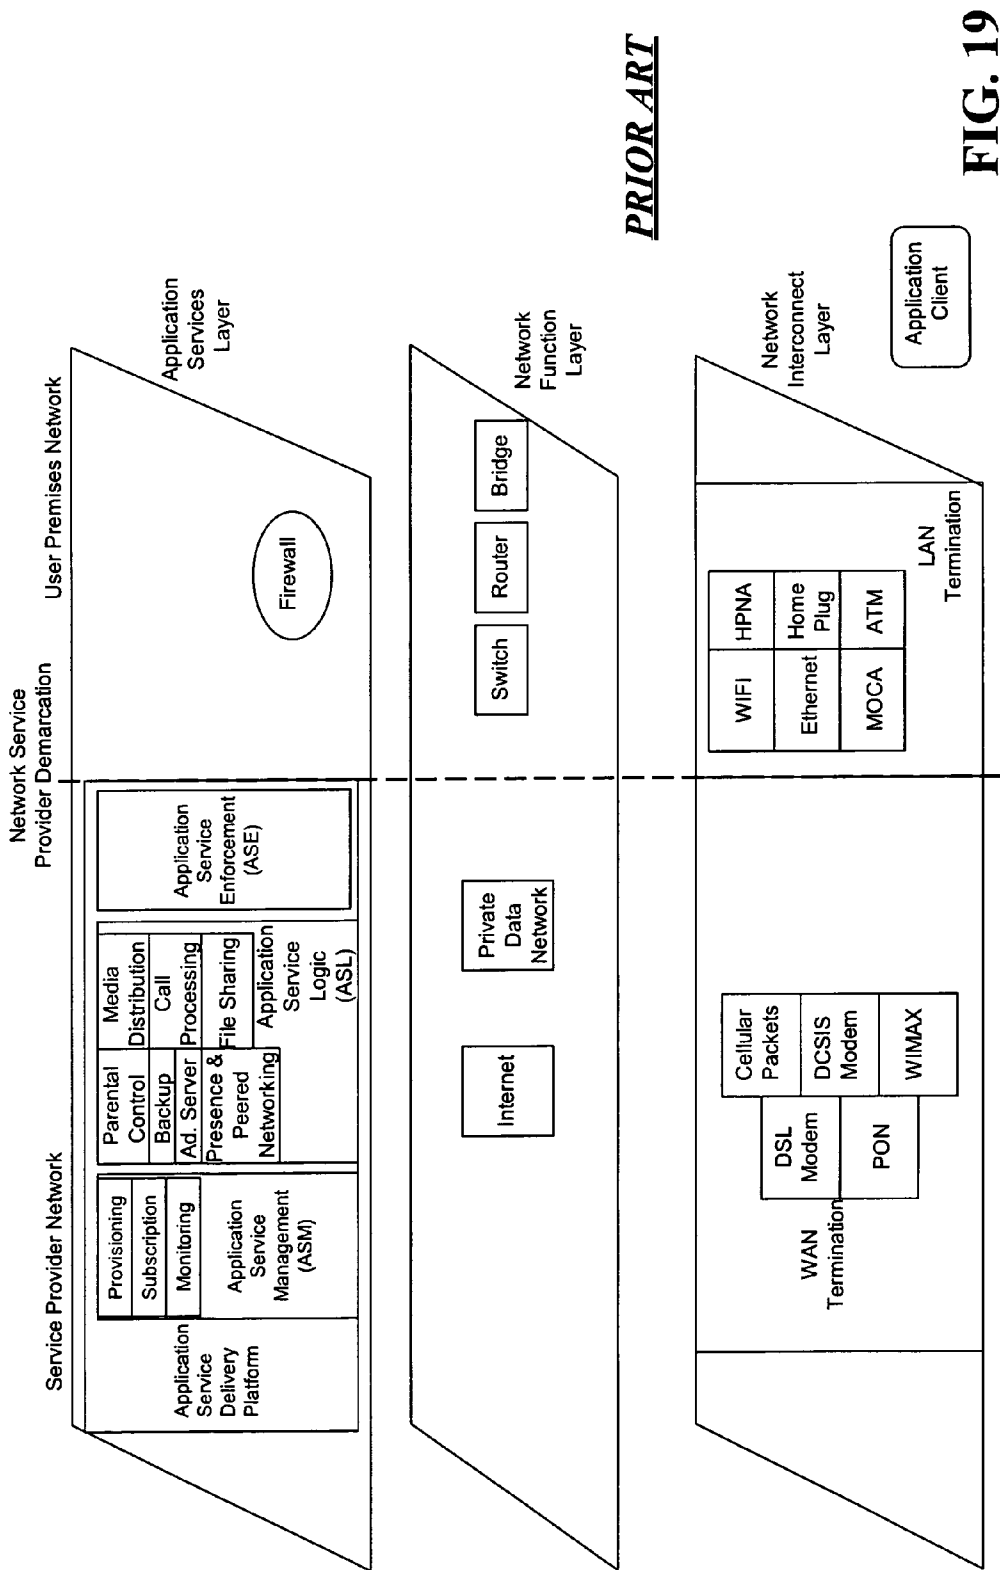 Network Service
Provider Demarcation
Service Provider Network
User Premises Network
Application
Services
Layer
Application
Service
Delivery
Platform
Provisioning
Subscription
Monitoring
Application
Service
Management
(ASM)
Parental
Control
Backup
Ad. Server
Presence &
Peered
Networking
Media
Distribution
Call
Processing
File Sharing
Application
Service
Logic
(ASL)
Application
Service
Enforcement
(ASE)
Firewall
Network
Function
Layer
Internet
Private
Data
Network
Switch
Router
Bridge
Network
Interconnect
Layer
WAN
Termination
DSL
Modem
PON
Cellular
Packets
DCSIS
Modem
WIMAX
WIFI
HPNA
Ethernet
Home
Plug
MOCA
ATM
LAN
Termination
Application
Client
PRIOR ART
FIG. 19